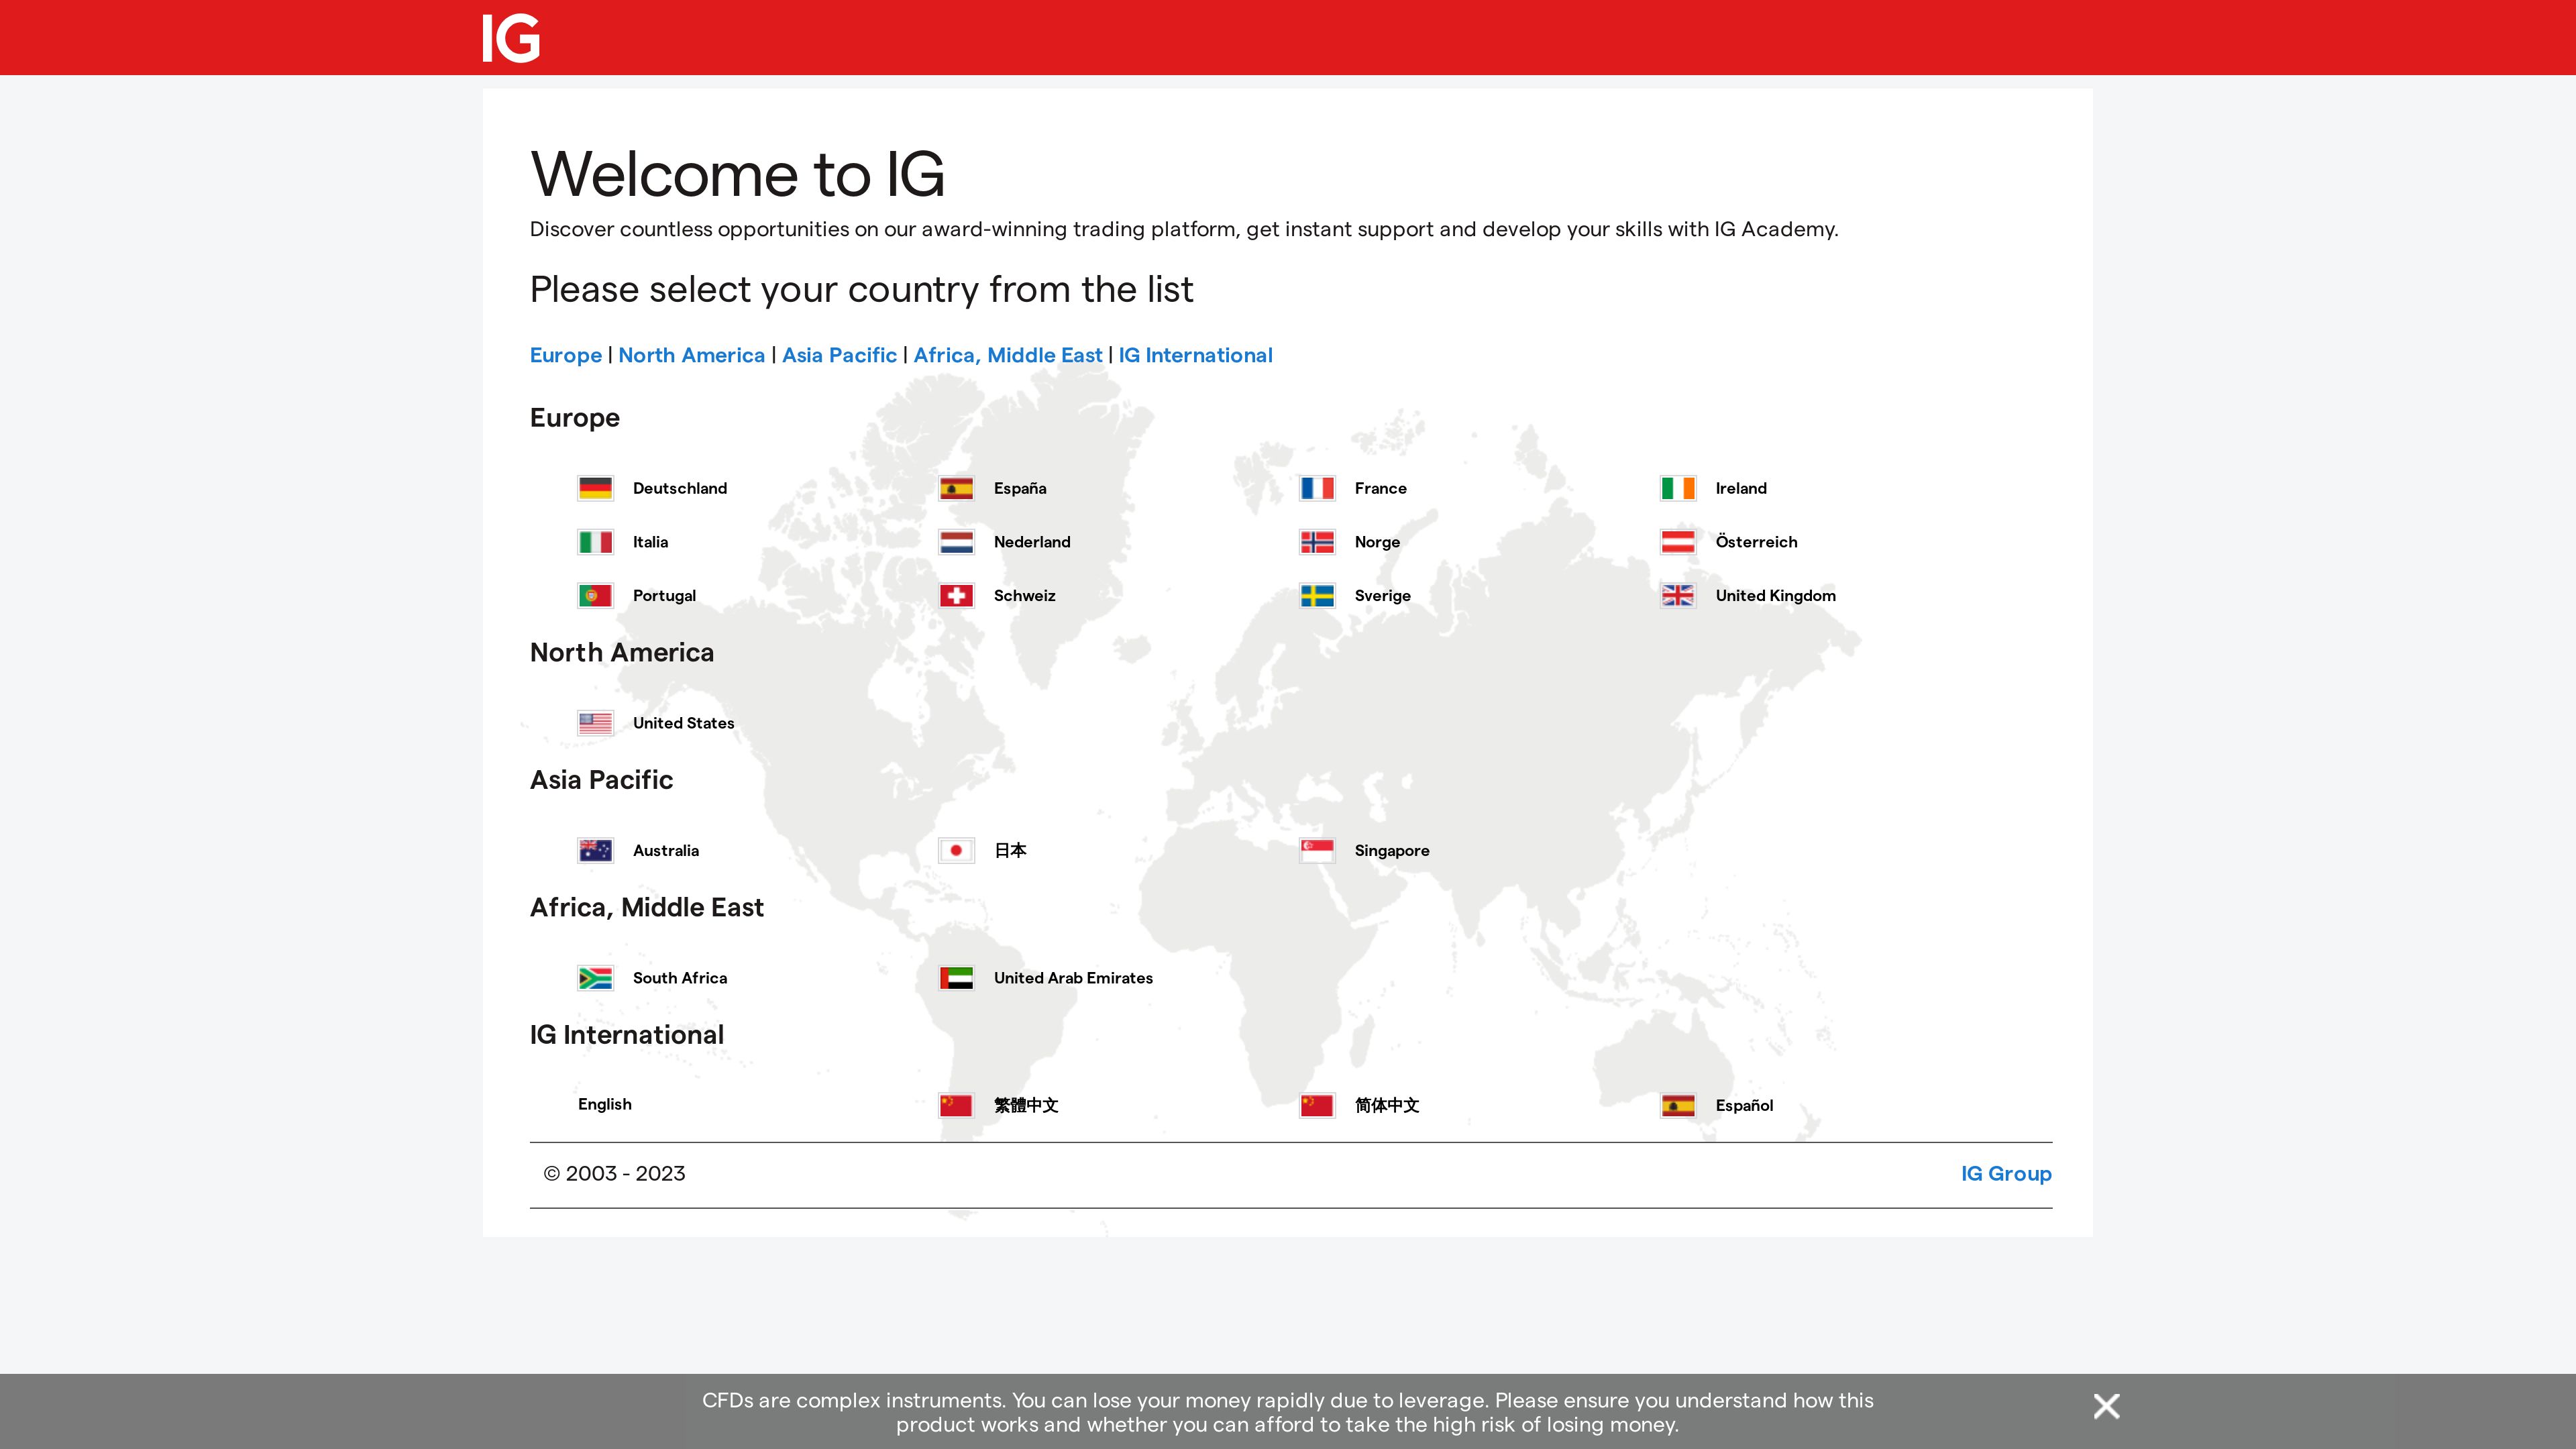 IG
Welcome to IG
Discover countless opportunities on our award-winning trading platform, get instant support and develop your skills with IG Academy.
Please select your country from the list
Europe | North America | Asia Pacific | Africa, Middle East | IG International
Europe
Deutschland España France Ireland
Italia Nederland Norge Österreich
Portugal Schweiz Sverige United Kingdom
North America
United States
Asia Pacific
Australia 日本 Singapore
Africa, Middle East
South Africa United Arab Emirates
IG International
English 繁體中文 简体中文 Español
© 2003 - 2023 IG Group
CFDs are complex instruments. You can lose your money rapidly due to leverage. Please ensure you understand how this
product works and whether you can afford to take the high risk of losing money.